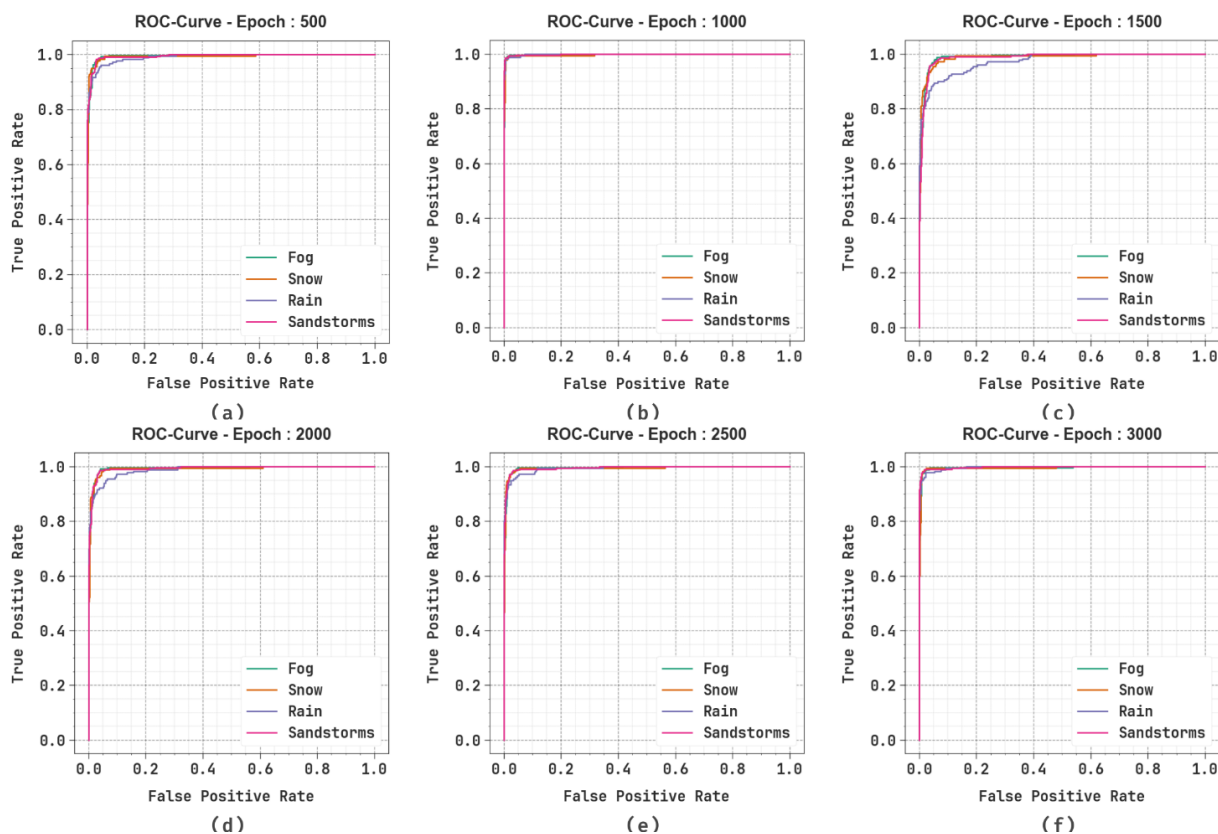 ROC-Curve - Epoch : 500
1.0
0.8
0.6
0.4
0.2
0.0
True Positive Rate
Fog
Snow
Rain
Sandstorms
0.0 0.2 0.4 0.6 0.8 1.0
False Positive Rate
(a)
ROC-Curve - Epoch : 1000
1.0
0.8
0.6
0.4
0.2
0.0
True Positive Rate
Fog
Snow
Rain
Sandstorms
0.0 0.2 0.4 0.6 0.8 1.0
False Positive Rate
(b)
ROC-Curve - Epoch : 1500
1.0
0.8
0.6
0.4
0.2
0.0
True Positive Rate
Fog
Snow
Rain
Sandstorms
0.0 0.2 0.4 0.6 0.8 1.0
False Positive Rate
(c)
ROC-Curve - Epoch : 2000
1.0
0.8
0.6
0.4
0.2
0.0
True Positive Rate
Fog
Snow
Rain
Sandstorms
0.0 0.2 0.4 0.6 0.8 1.0
False Positive Rate
(d)
ROC-Curve - Epoch : 2500
1.0
0.8
0.6
0.4
0.2
0.0
True Positive Rate
Fog
Snow
Rain
Sandstorms
0.0 0.2 0.4 0.6 0.8 1.0
False Positive Rate
(e)
ROC-Curve - Epoch : 3000
1.0
0.8
0.6
0.4
0.2
0.0
True Positive Rate
Fog
Snow
Rain
Sandstorms
0.0 0.2 0.4 0.6 0.8 1.0
False Positive Rate
(f)